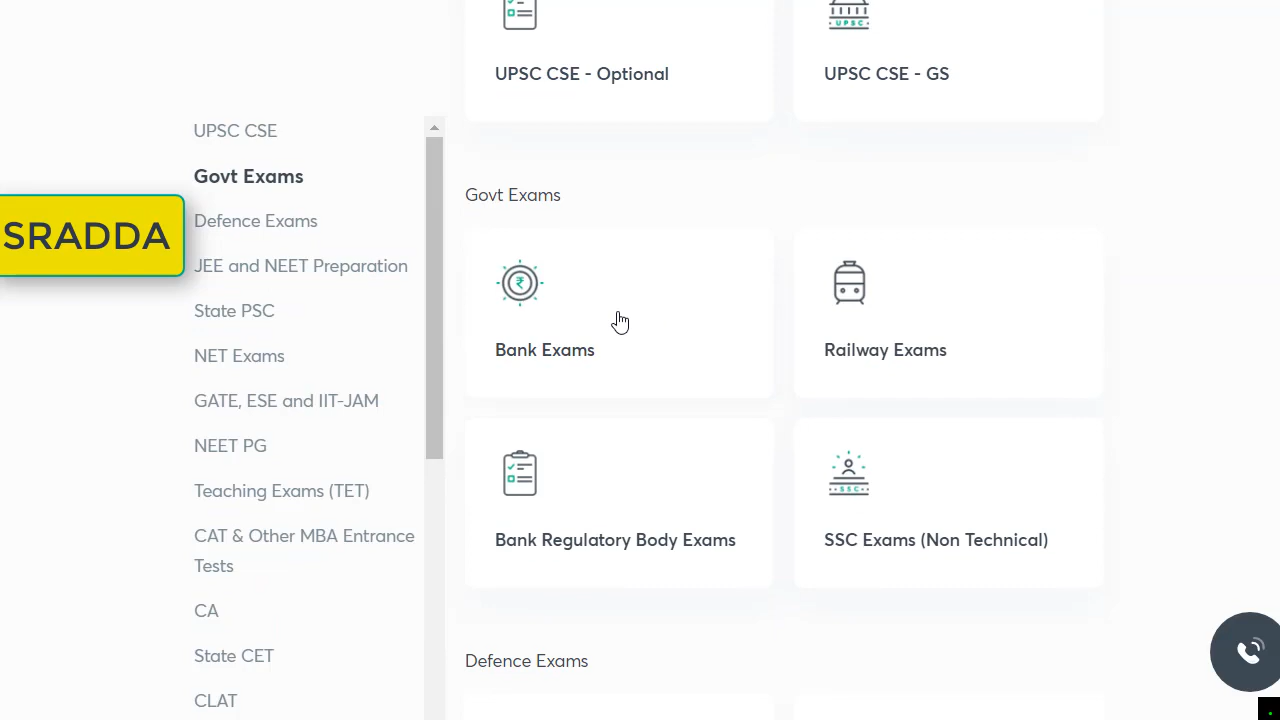 UPSC CSE - Optional
UPSC
UPSC CSE - GS
UPSC CSE
Govt Exams
Defence Exams
JEE and NEET Preparation
State PSC
NET Exams
GATE, ESE and IIT-JAM
NEET PG
Teaching Exams (TET)
CAT & Other MBA Entrance
Tests
CA
State CET
CLAT
SRADDA
Govt Exams
₹
Bank Exams
Railway Exams
Bank Regulatory Body Exams
SSC
SSC Exams (Non Technical)
Defence Exams